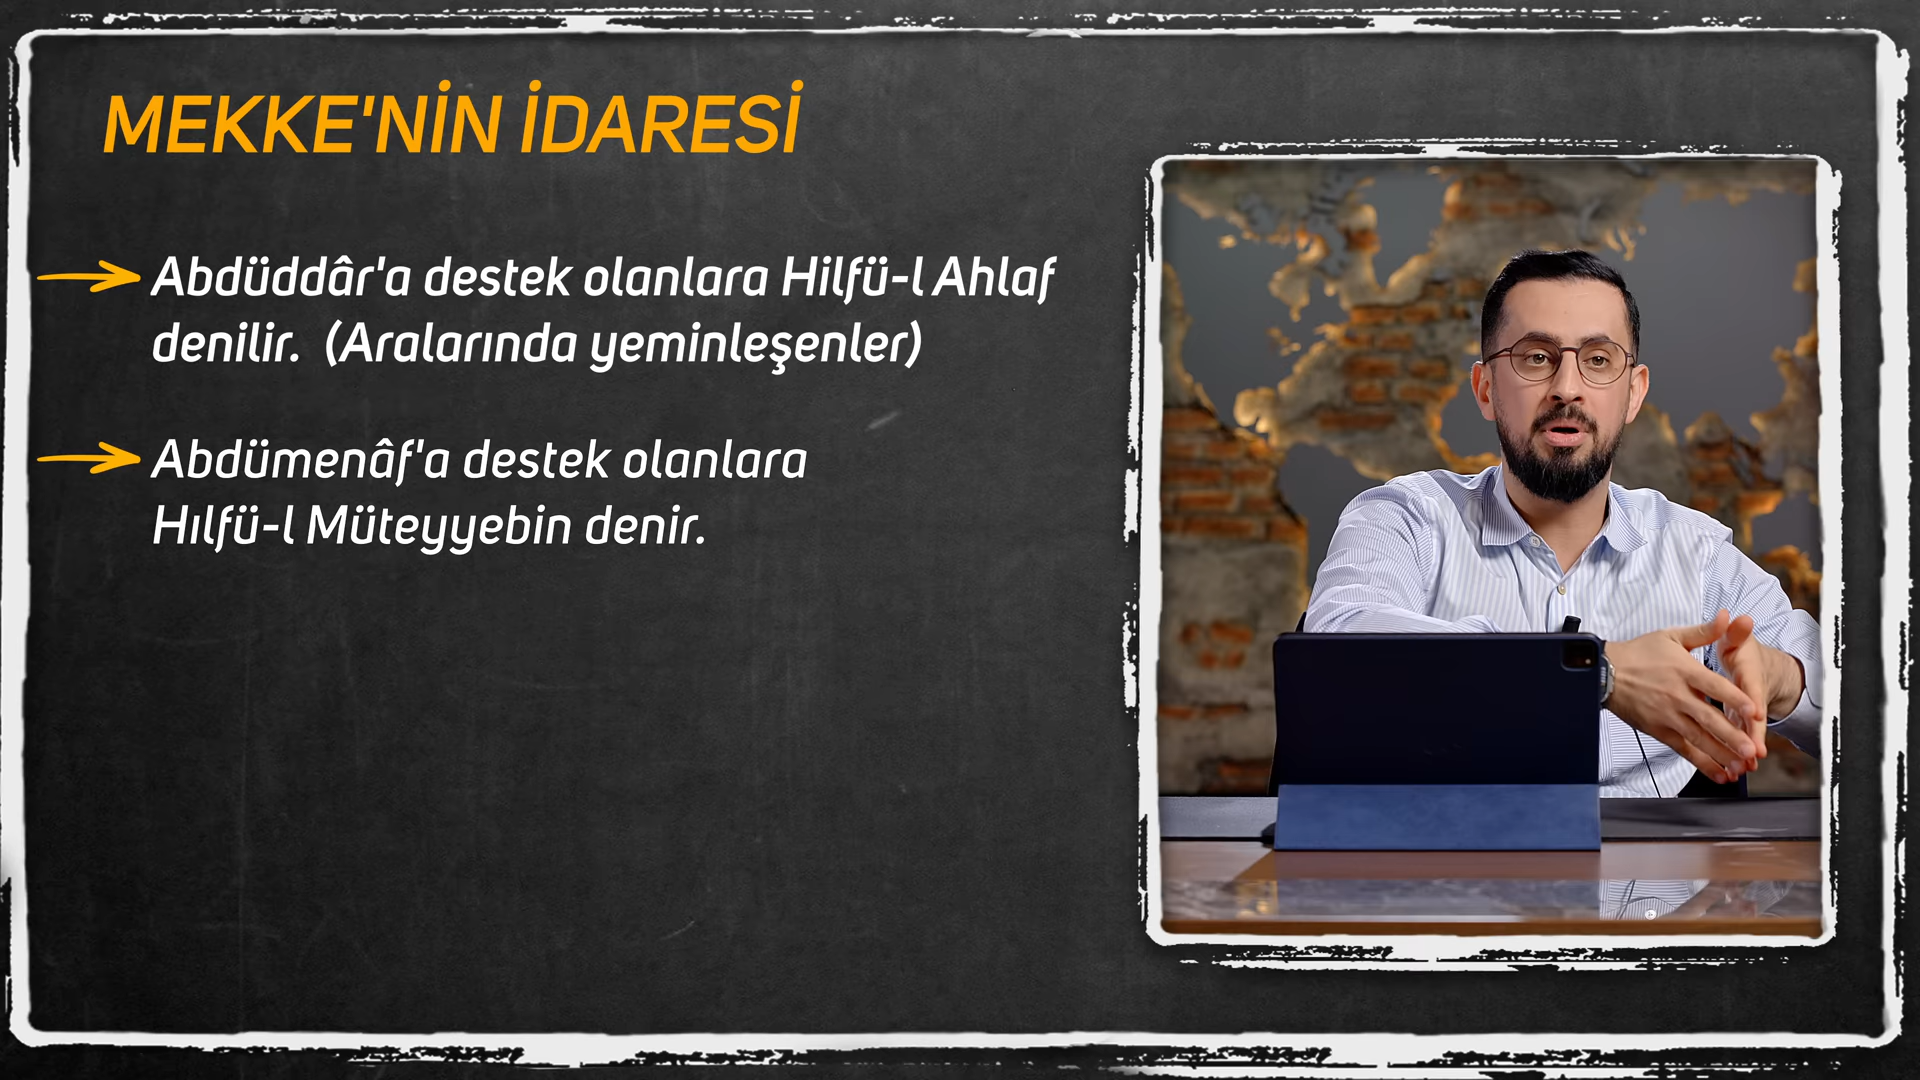 MEKKE'NİN İDARESİ
Abdüddâr'a destek olanlara Hilfü-l Ahlaf
denilir. (Aralarında yeminleşenler)
Abdümenâf'a destek olanlara
Hılfü-l Müteyyebin denir.